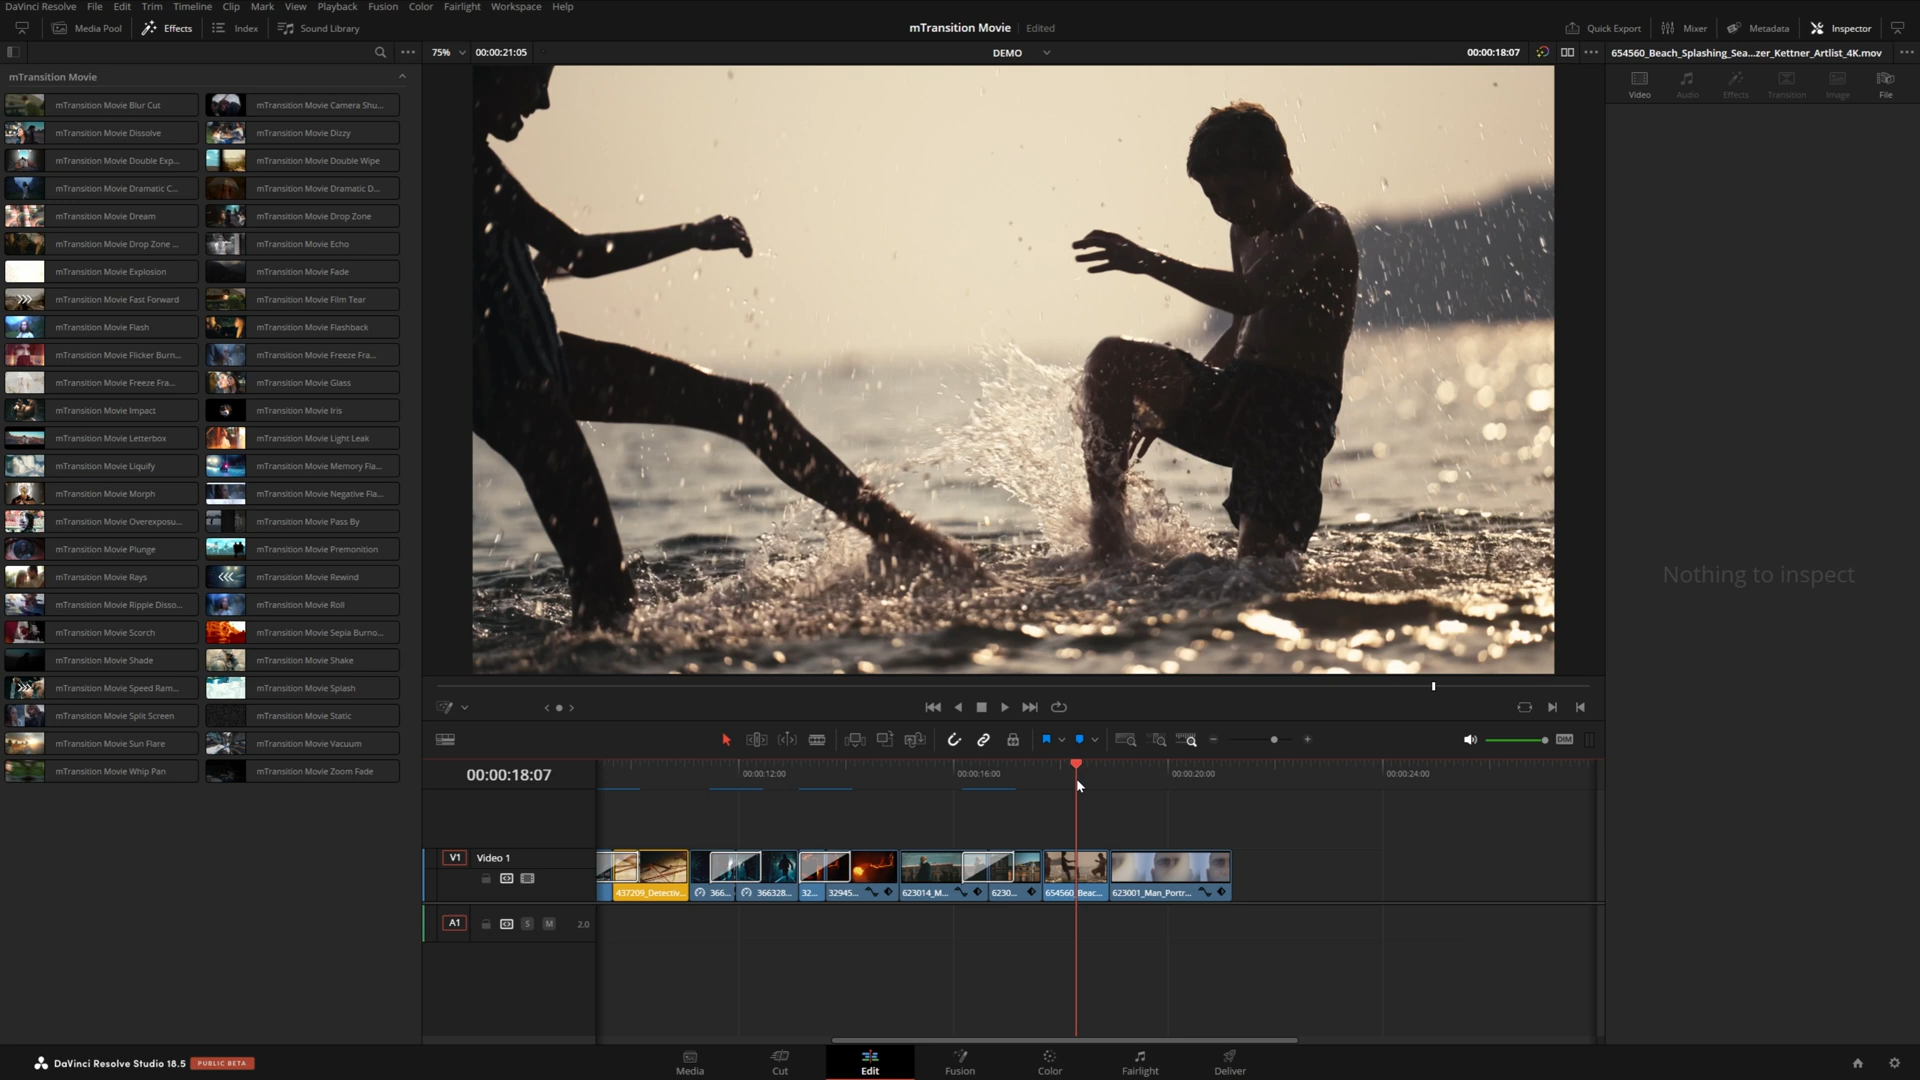 DaVinci Resolve File Edit Trim Timeline Clip Mark View Playback Fusion Color Fairlight Workspace Help
Media Pool Effects Index Sound Library mTransition Movie Edited Quick Export Mixer Metadata Inspector
75% 00:00:21:05 DEMO 00:00:18:07 654560_Beach_Splashing_Sea...zer_Kettner_Artlist_4K.mov
mTransition Movie
Video Audio Effects Transition Image File
mTransition Movie Blur Cut mTransition Movie Camera Shu...
mTransition Movie Dissolve mTransition Movie Dizzy
mTransition Movie Double Exp... mTransition Movie Double Wipe
mTransition Movie Dramatic C... mTransition Movie Dramatic D...
mTransition Movie Dream mTransition Movie Drop Zone
mTransition Movie Drop Zone ... mTransition Movie Echo
mTransition Movie Explosion mTransition Movie Fade
mTransition Movie Fast Forward mTransition Movie Film Tear
mTransition Movie Flash mTransition Movie Flashback
mTransition Movie Flicker Burn... mTransition Movie Freeze Fra...
mTransition Movie Freeze Fra... mTransition Movie Glass
mTransition Movie Impact mTransition Movie Iris
mTransition Movie Letterbox mTransition Movie Light Leak
mTransition Movie Liquify mTransition Movie Memory Fla...
mTransition Movie Morph mTransition Movie Negative Fla...
mTransition Movie Overexposu... mTransition Movie Pass By
mTransition Movie Plunge mTransition Movie Premonition
mTransition Movie Rays mTransition Movie Rewind
mTransition Movie Ripple Disso... mTransition Movie Roll
mTransition Movie Scorch mTransition Movie Sepia Burno...
mTransition Movie Shade mTransition Movie Shake
mTransition Movie Speed Ram... mTransition Movie Splash
mTransition Movie Split Screen mTransition Movie Static
mTransition Movie Sun Flare mTransition Movie Vacuum
mTransition Movie Whip Pan mTransition Movie Zoom Fade
Nothing to inspect
DIM
00:00:18:07 00:00:12:00 00:00:16:00 00:00:20:00 00:00:24:00
V1 Video 1
437209_Detectiv... 366... 366328... 32... 32945... 623014_M... 6230... 654560_Beac... 623001_Man_Portr...
A1 S M 2.0
DaVinci Resolve Studio 18.5 PUBLIC BETA
Media Cut Edit Fusion Color Fairlight Deliver